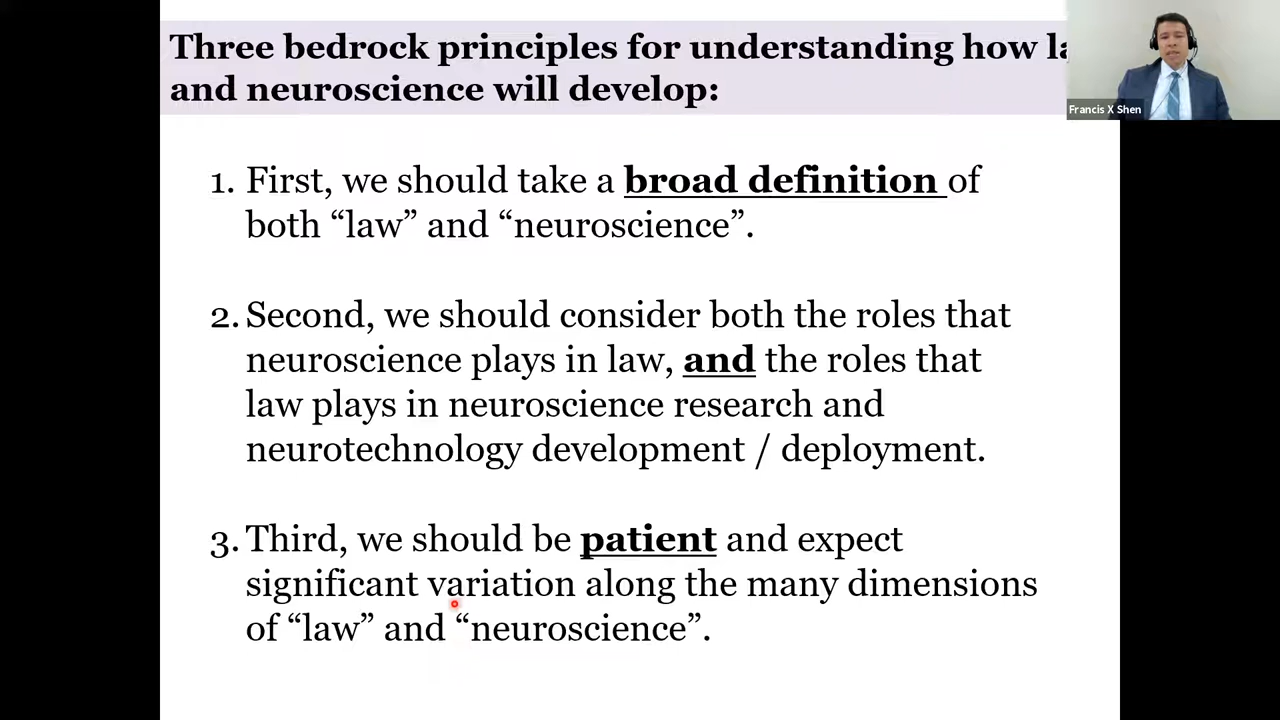 Three bedrock principles for understanding how
and neuroscience will develop:
Francis X Shen
1. First, we should take a broad definition of
both “law” and “neuroscience”.
2. Second, we should consider both the roles that
neuroscience plays in law, and the roles that
law plays in neuroscience research and
neurotechnology development / deployment.
3. Third, we should be patient and expect
significant variation along the many dimensions
of “law” and “neuroscience”.